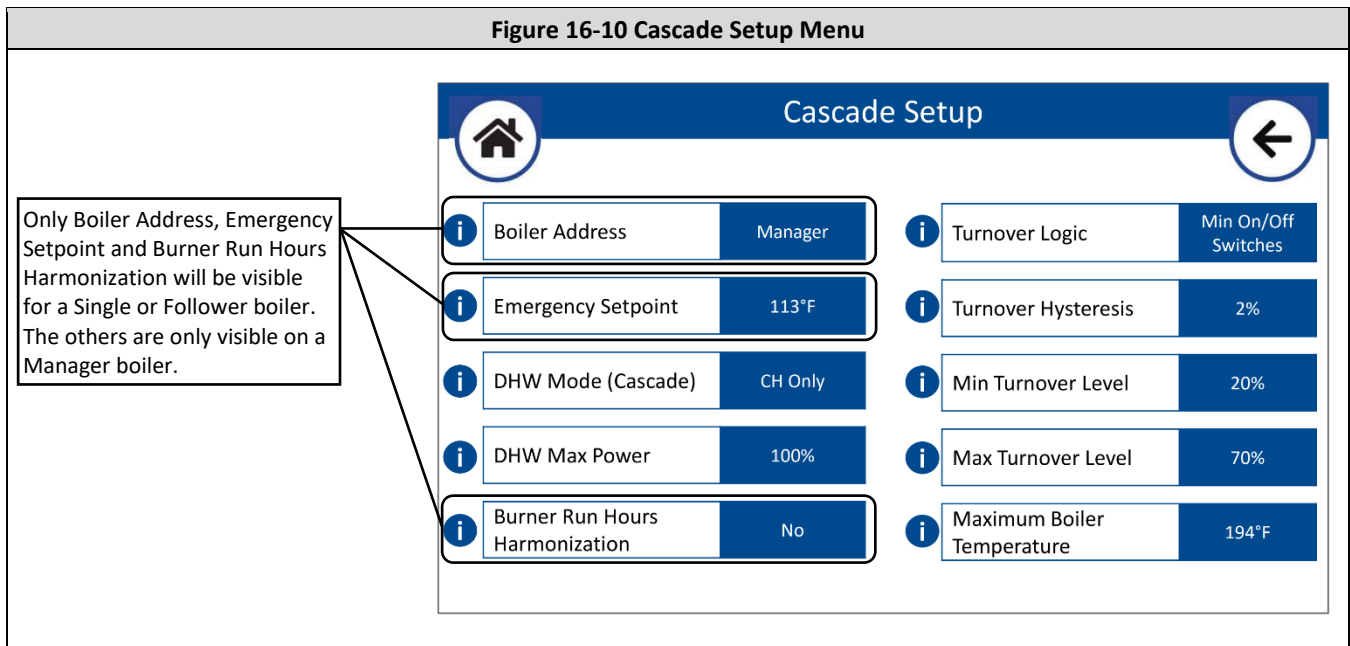 Figure 16-10 Cascade Setup Menu
Cascade Setup
Only Boiler Address, Emergency
Setpoint and Burner Run Hours
Harmonization will be visible
for a Single or Follower boiler.
The others are only visible on a
Manager boiler.
i Boiler Address Manager
i Emergency Setpoint 113°F
i DHW Mode (Cascade) CH Only
i DHW Max Power 100%
i Burner Run Hours
Harmonization No
i Turnover Logic Min On/Off
Switches
i Turnover Hysteresis 2%
i Min Turnover Level 20%
i Max Turnover Level 70%
i Maximum Boiler
Temperature 194°F